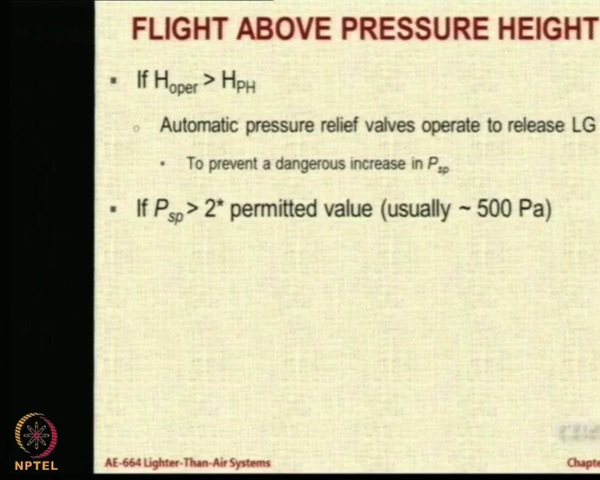 FLIGHT ABOVE PRESSURE HEIGHT
If Hoper > HPH
Automatic pressure relief valves operate to release LG
To prevent a dangerous increase in Psp
If Psp > 2* permitted value (usually ~ 500 Pa)
NPTEL
AE-664 Lighter-Than-Air Systems